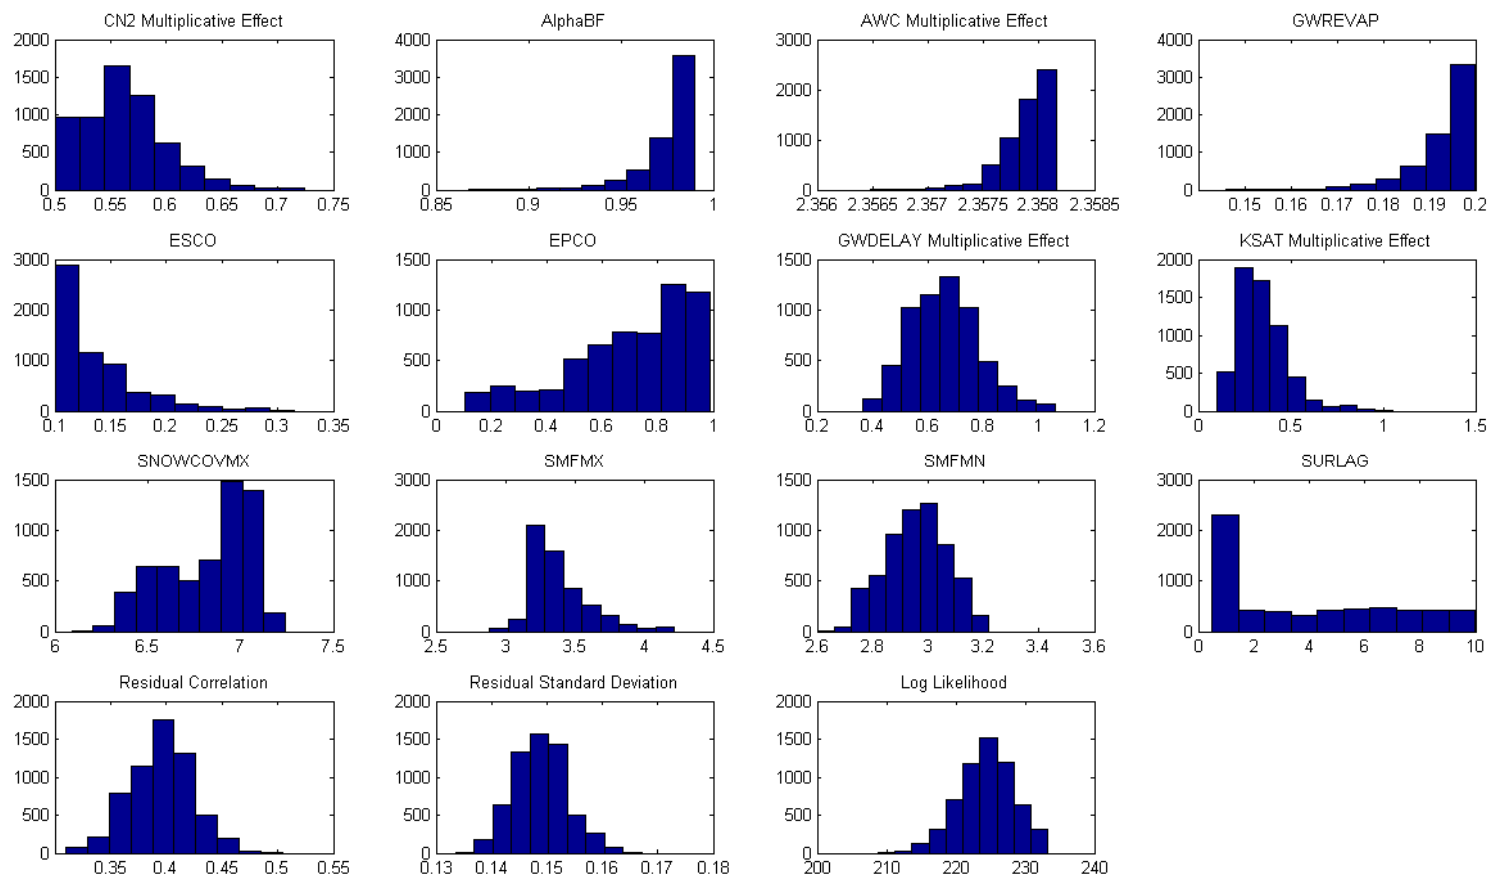 CN2 Multiplicative Effect AlphaBF AWC Multiplicative Effect GWREVAP
2000 4000 3000 4000
1500 3000 3000
2000
1000 2000 2000
1000
500 1000 1000
0 0 0 0
0.5 0.55 0.6 0.65 0.7 0.75 0.85 0.9 0.95 1 2.356 2.3565 2.357 2.3575 2.358 2.3585 0.15 0.16 0.17 0.18 0.19 0.2
ESCO EPCO GWDELAY Multiplicative Effect KSAT Multiplicative Effect
3000 1500 1500 2000
1500
2000 1000 1000
1000
1000 500 500
500
0 0 0 0
0.1 0.15 0.2 0.25 0.3 0.35 0 0.2 0.4 0.6 0.8 1 0.2 0.4 0.6 0.8 1 1.2 0 0.5 1 1.5
SNOWCOVMX SMFMX SMFMN SURLAG
1500 3000 1500 3000
1000 2000 1000 2000
500 1000 500 1000
0 0 0 0
6 6.5 7 7.5 2.5 3 3.5 4 4.5 2.6 2.8 3 3.2 3.4 3.6 0 2 4 6 8 10
Residual Correlation Residual Standard Deviation Log Likelihood
2000 2000 2000
1500 1500 1500
1000 1000 1000
500 500 500
0 0 0
0.35 0.4 0.45 0.5 0.55 0.13 0.14 0.15 0.16 0.17 0.18 200 210 220 230 240